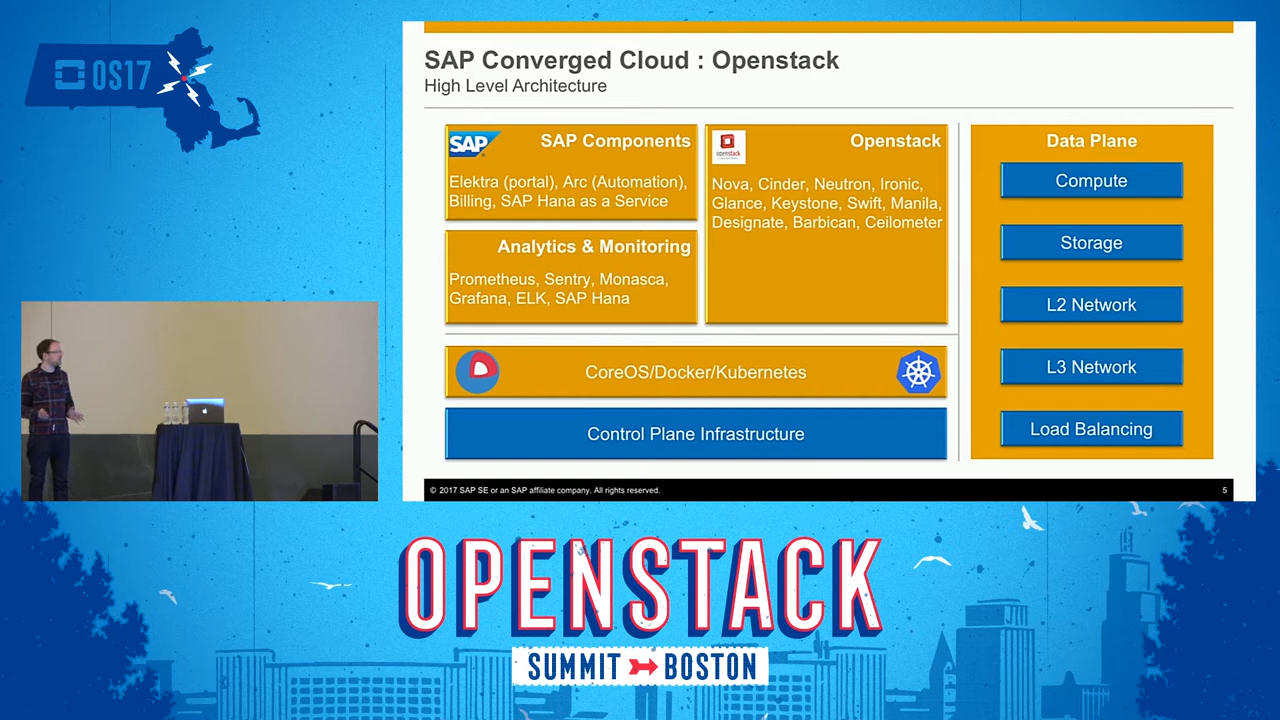 OS17
SAP Converged Cloud : Openstack
High Level Architecture
SAP
SAP Components
Elektra (portal), Arc (Automation),
Billing, SAP Hana as a Service
Analytics & Monitoring
Prometheus, Sentry, Monasca,
Grafana, ELK, SAP Hana
openstack
Openstack
Nova, Cinder, Neutron, Ironic,
Glance, Keystone, Swift, Manila,
Designate, Barbican, Ceilometer
CoreOS/Docker/Kubernetes
Control Plane Infrastructure
Data Plane
Compute
Storage
L2 Network
L3 Network
Load Balancing
© 2017 SAP SE or an SAP affiliate company. All rights reserved.
5
OPENSTACK
SUMMIT BOSTON